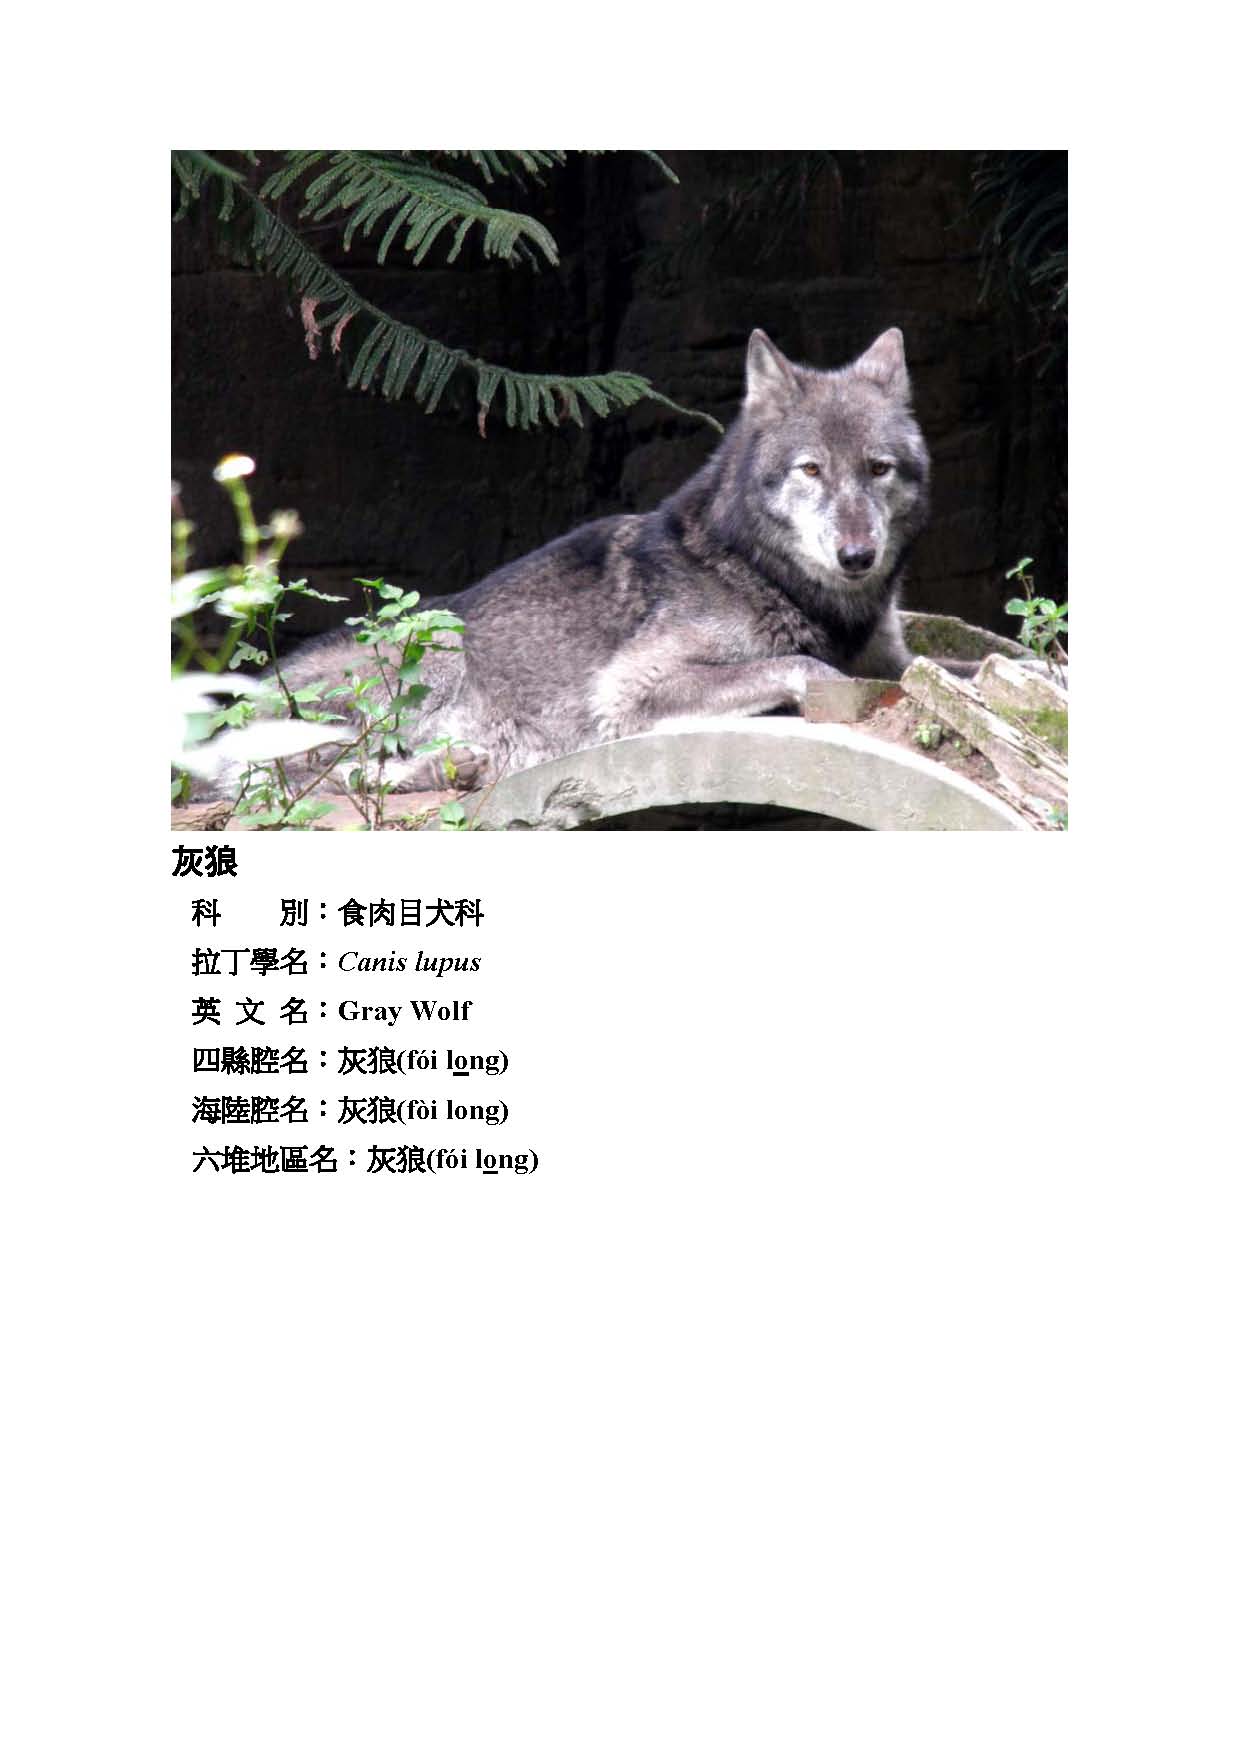 灰狼
科　　別：食肉目犬科
拉丁學名：Canis lupus
英 文 名：Gray Wolf
四縣腔名：灰狼(fói lo̲ng)
海陸腔名：灰狼(fòi long)
六堆地區名：灰狼(fói lo̲ng)